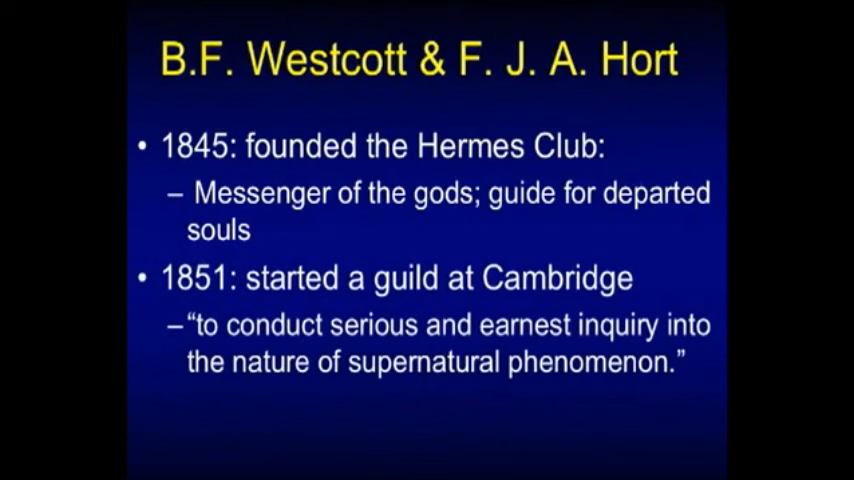 B.F. Westcott & F. J. A. Hort
• 1845: founded the Hermes Club:
– Messenger of the gods; guide for departed
souls
• 1851: started a guild at Cambridge
–“to conduct serious and earnest inquiry into
the nature of supernatural phenomenon.”